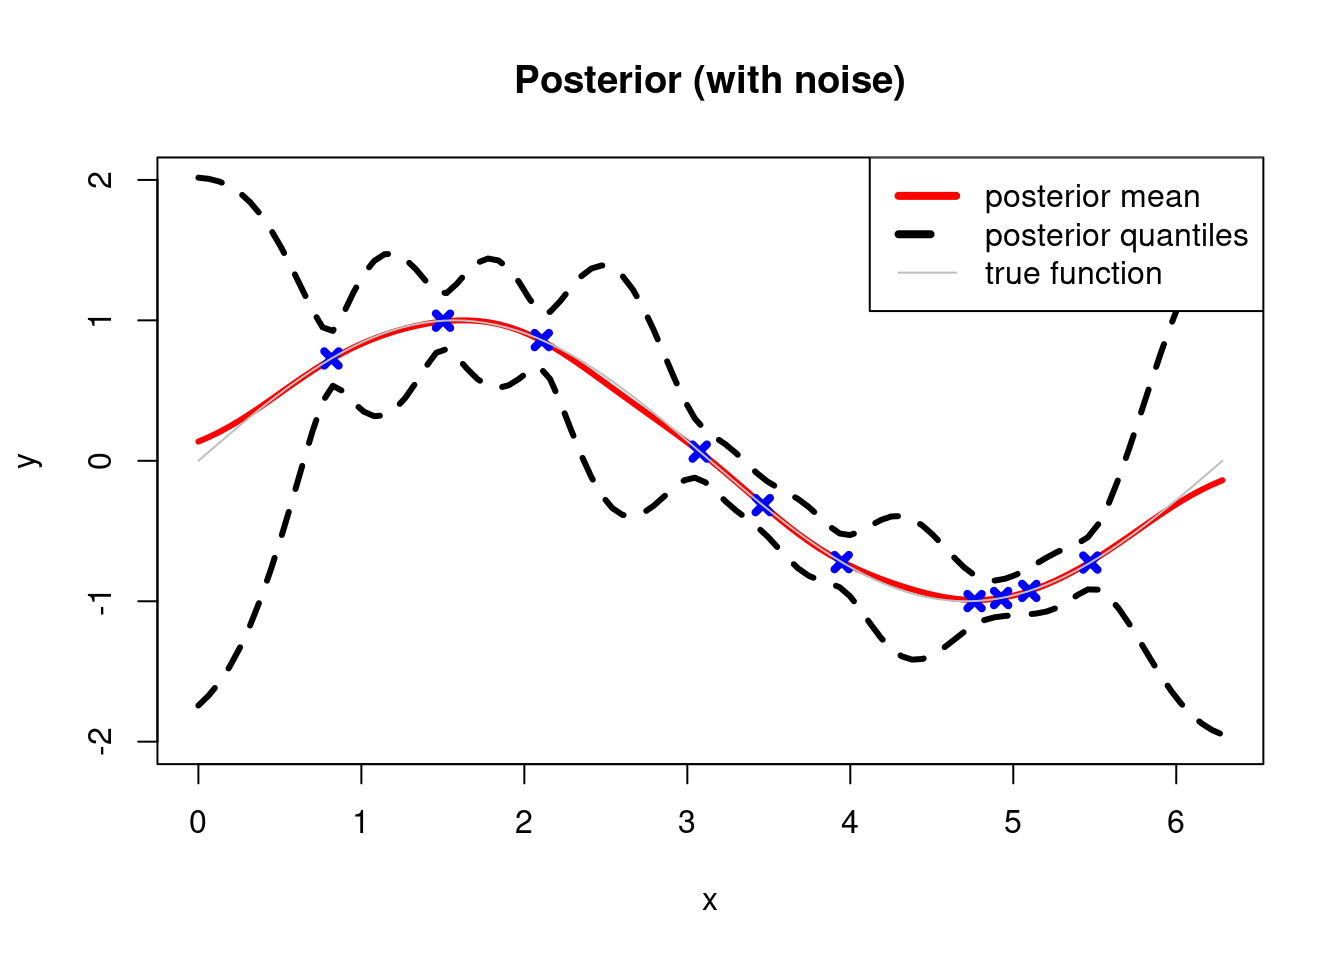 Posterior (with noise)
posterior mean
posterior quantiles
true function
y
2
1
0
-1
-2
0 1 2 3 4 5 6
x